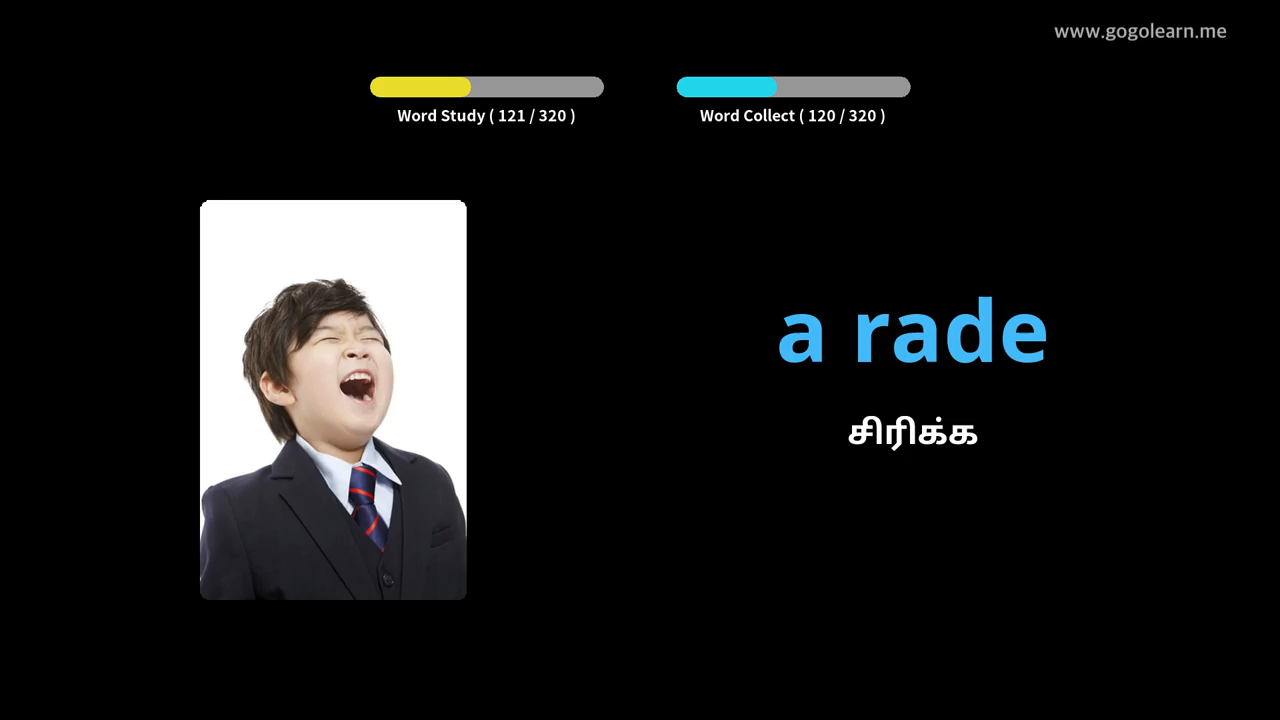 www.gogolearn.me
Word Study ( 121 / 320 )
Word Collect ( 120 / 320 )
a rade
சிரிக்க